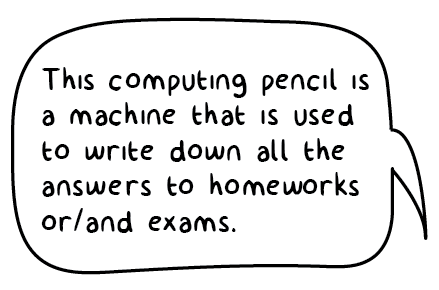 This computing pencil is
a machine that is used
to write down all the
answers to homeworks
or/and exams.